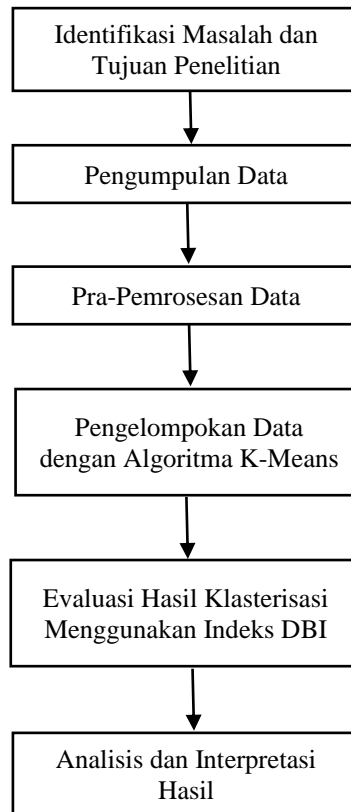 Identifikasi Masalah dan
Tujuan Penelitian
Pengumpulan Data
Pra-Pemrosesan Data
Pengelompokan Data
dengan Algoritma K-Means
Evaluasi Hasil Klasterisasi
Menggunakan Indeks DBI
Analisis dan Interpretasi
Hasil